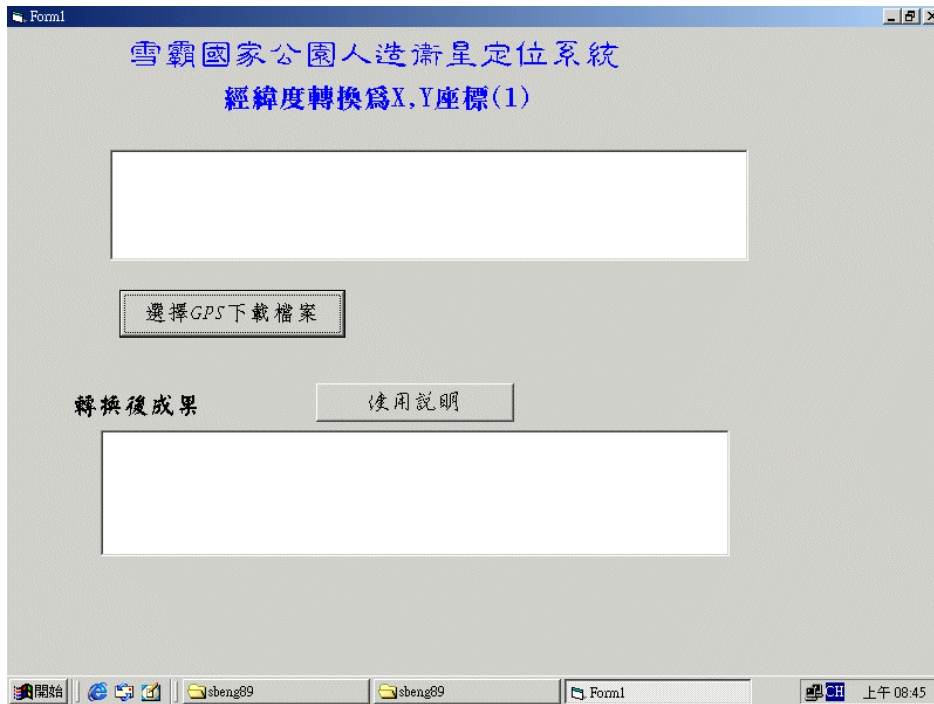 Form1
雪霸國家公園人造衛星定位系統
經緯度轉換為X,Y座標(1)
選擇GPS下載檔案
轉換後成果
使用說明
開始
sbeng89
sbeng89
Form1
CH
上午 08:45